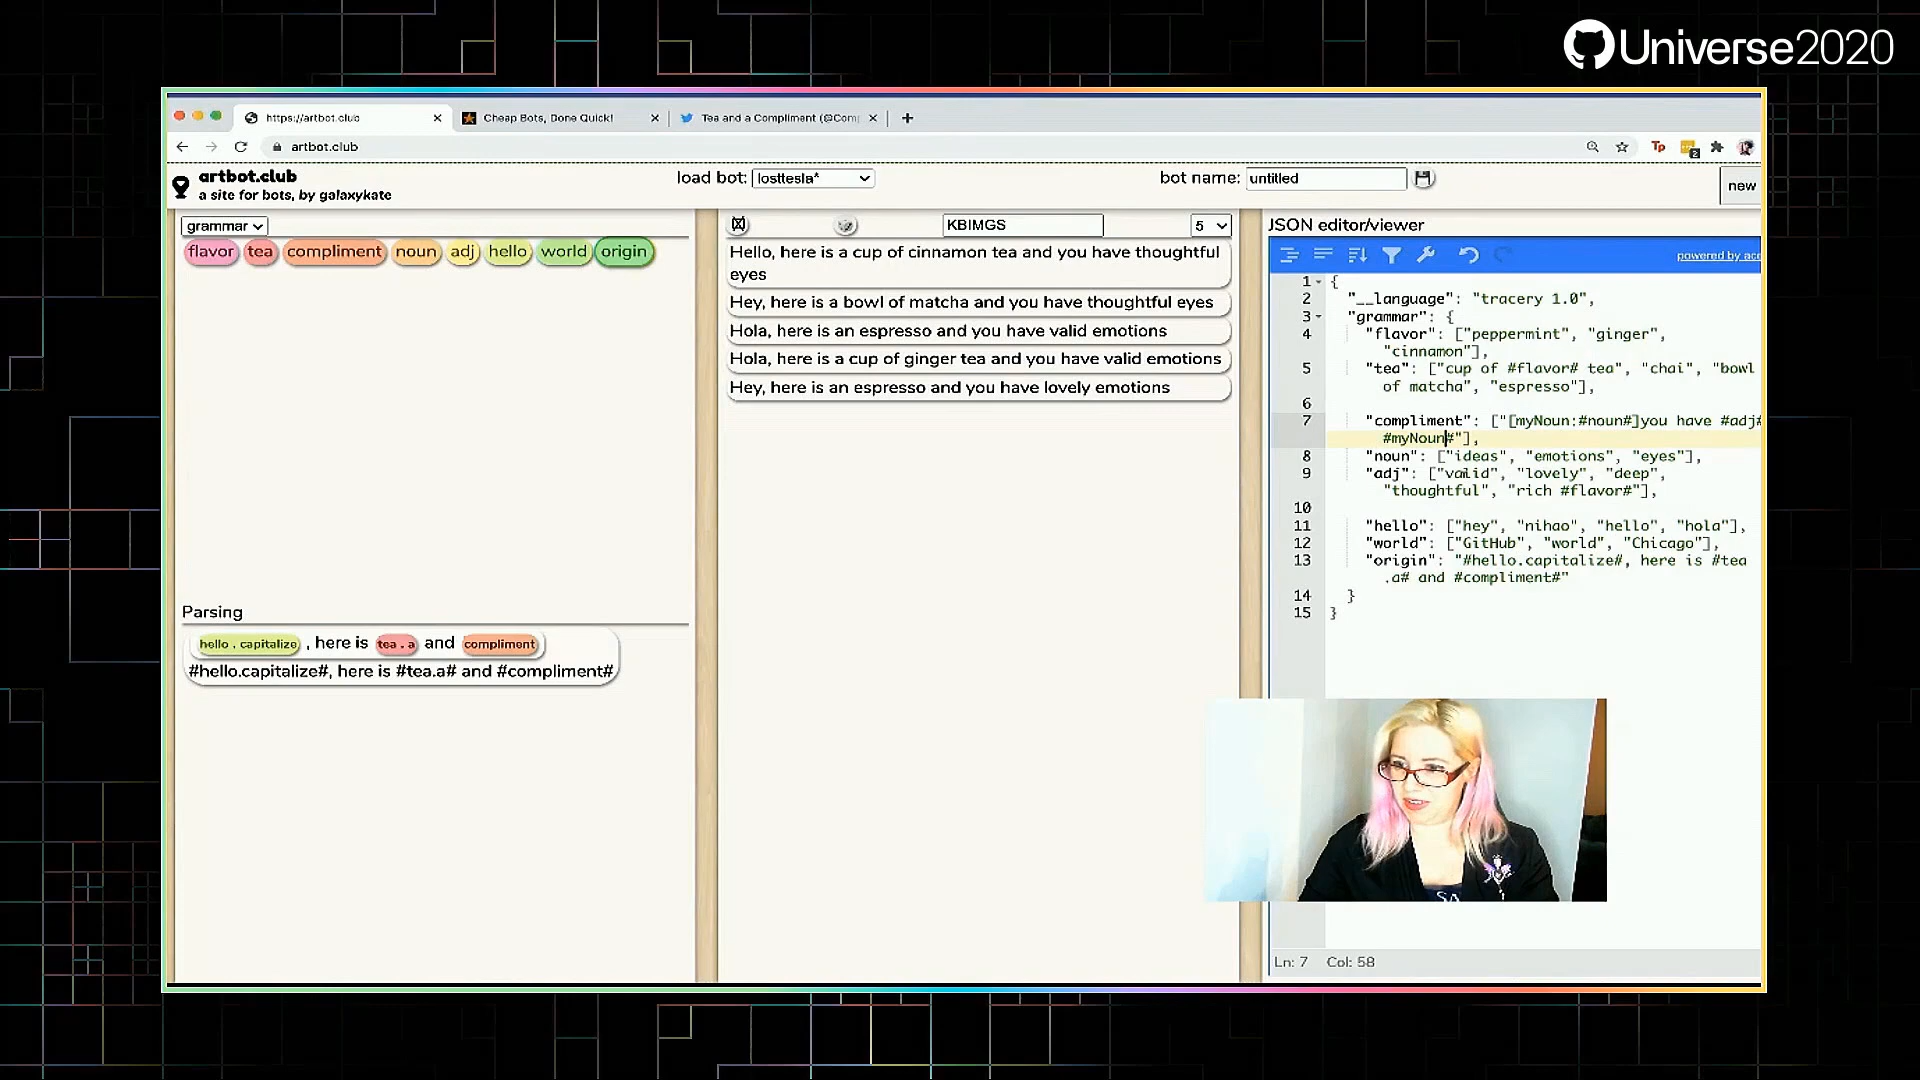 Universe2020
https://artbot.club
Cheap Bots, Done Quick!
Tea and a Compliment (@Com
artbot.club
Tp
2
artbot.club
a site for bots, by galaxykate
load bot: losttesla*
bot name: untitled
new
grammar
flavor tea compliment noun adj hello world origin
Parsing
hello . capitalize , here is tea . a and compliment
#hello.capitalize#, here is #tea.a# and #compliment#
KBIMGS
5
Hello, here is a cup of cinnamon tea and you have thoughtful
eyes
Hey, here is a bowl of matcha and you have thoughtful eyes
Hola, here is an espresso and you have valid emotions
Hola, here is a cup of ginger tea and you have valid emotions
Hey, here is an espresso and you have lovely emotions
JSON editor/viewer
powered by ace
1 {
2 "__language": "tracery 1.0",
3 "grammar": {
4 "flavor": ["peppermint", "ginger",
"cinnamon"],
5 "tea": ["cup of #flavor# tea", "chai", "bowl
of matcha", "espresso"],
6
7 "compliment": ["[myNoun:#noun#]you have #adj#
#myNoun#"],
8 "noun": ["ideas", "emotions", "eyes"],
9 "adj": ["valid", "lovely", "deep",
"thoughtful", "rich #flavor#"],
10
11 "hello": ["hey", "nihao", "hello", "hola"],
12 "world": ["GitHub", "world", "Chicago"],
13 "origin": "#hello.capitalize#, here is #tea
.a# and #compliment#"
14 }
15 }
Ln: 7 Col: 58